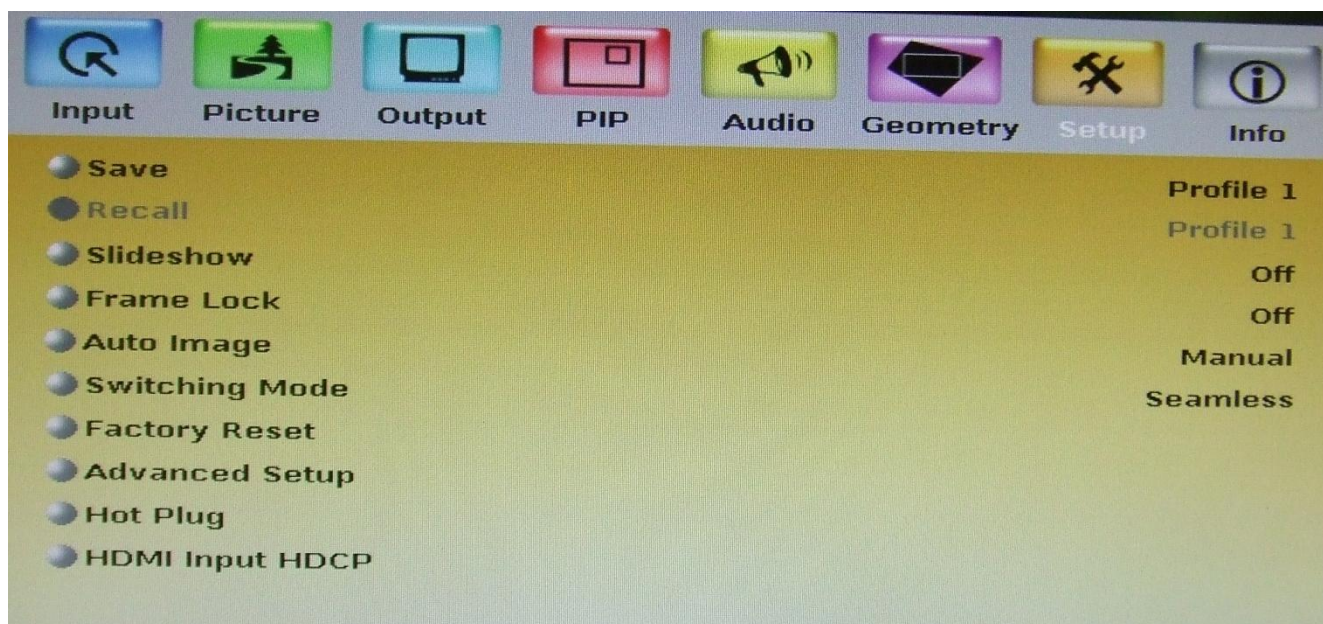 Input Picture Output PIP Audio Geometry Setup Info
Save Profile 1
Recall Profile 1
Slideshow Off
Frame Lock Off
Auto Image Manual
Switching Mode Seamless
Factory Reset
Advanced Setup
Hot Plug
HDMI Input HDCP